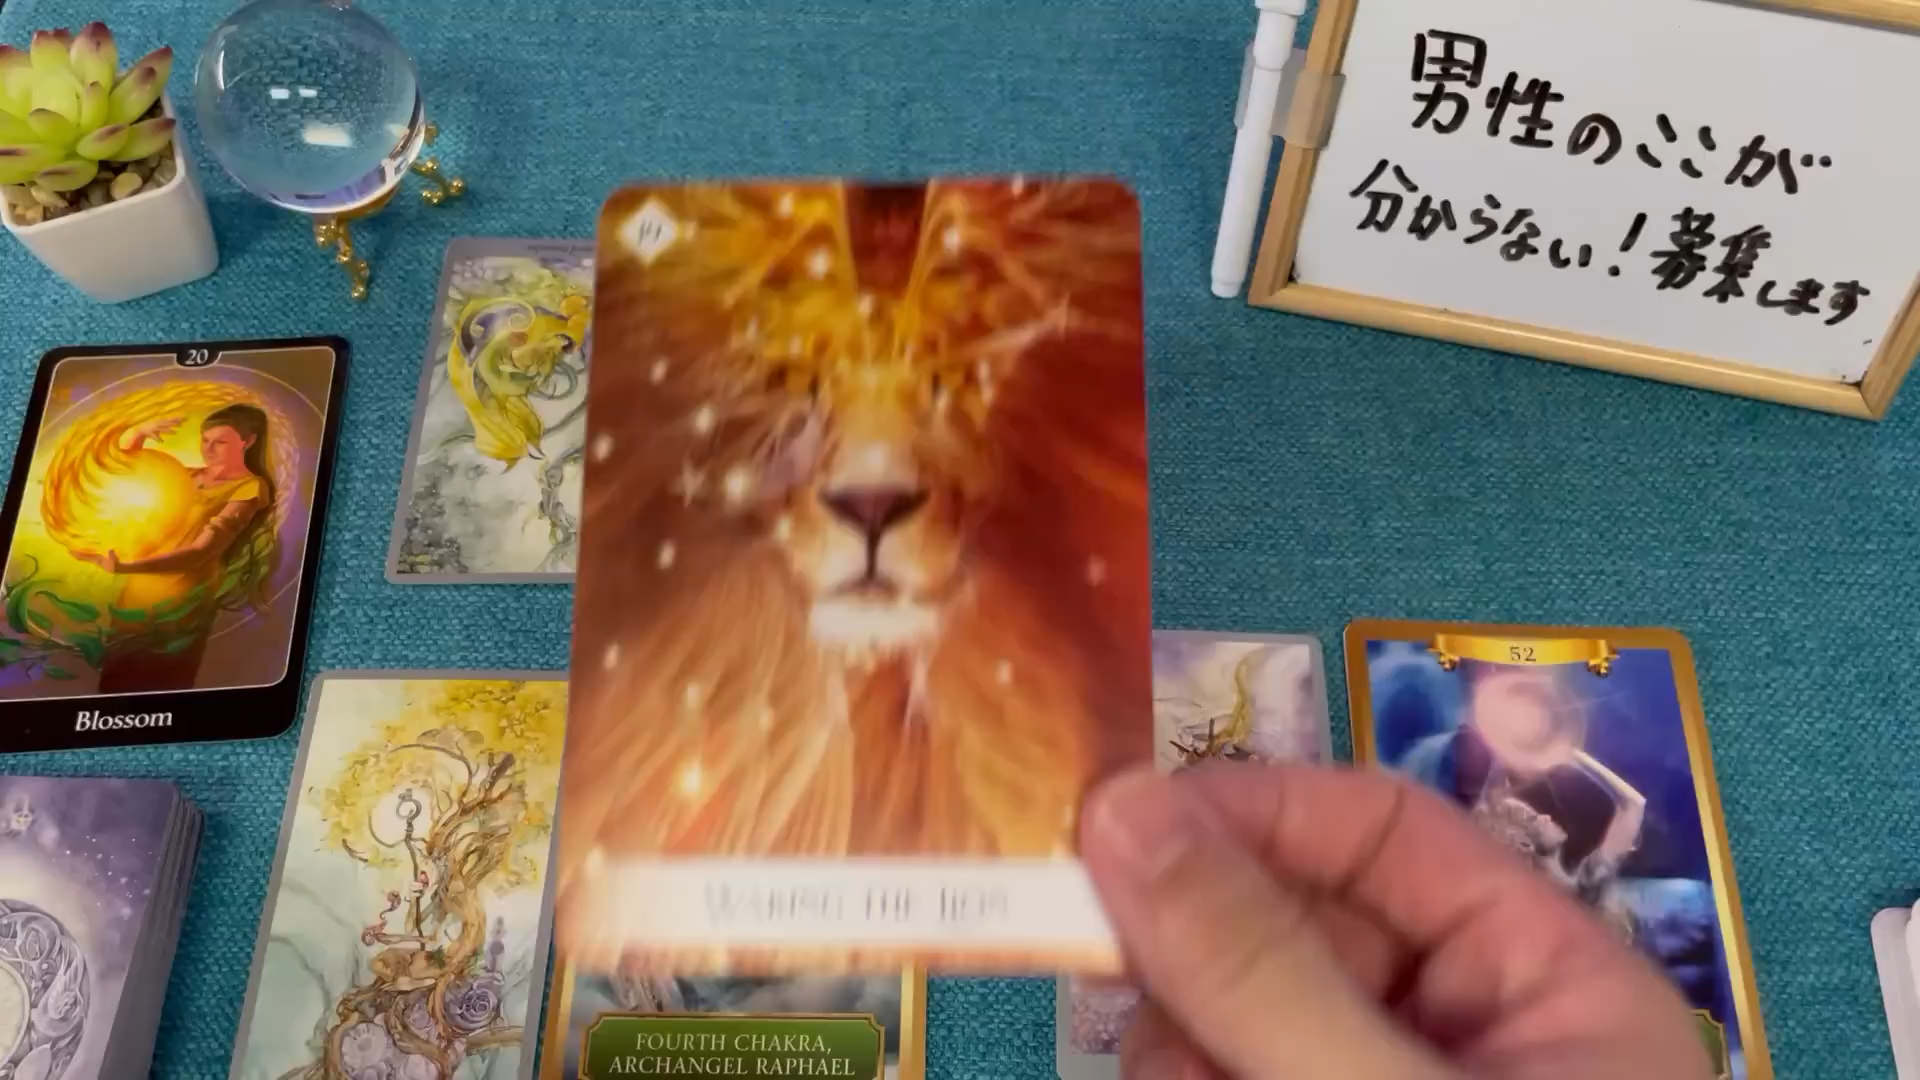 男性のここが
分からない!募集します
20
Blossom
52
FOURTH CHAKRA,
ARCHANGEL RAPHAEL